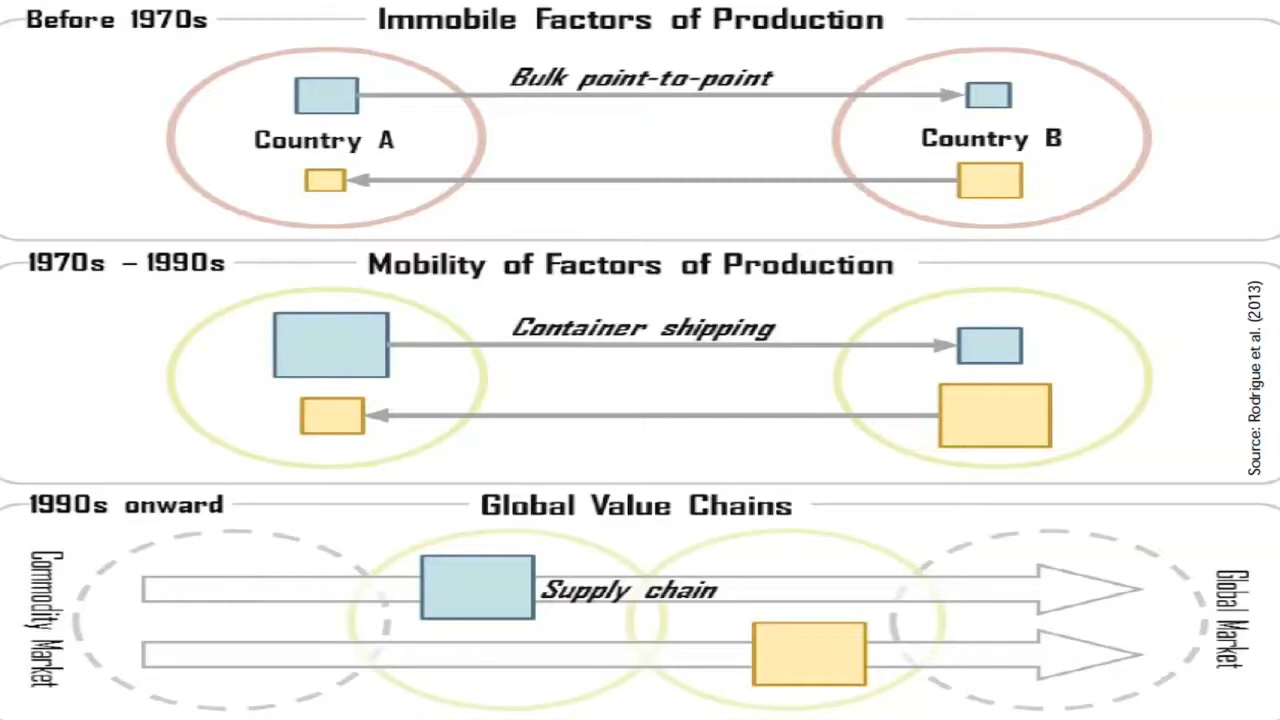 Before 1970s
Immobile Factors of Production
Bulk point-to-point
Country A
Country B
1970s – 1990s
Mobility of Factors of Production
Container shipping
Source: Rodrigue et al. (2013)
1990s onward
Global Value Chains
Commodity Market
Supply chain
Global Market